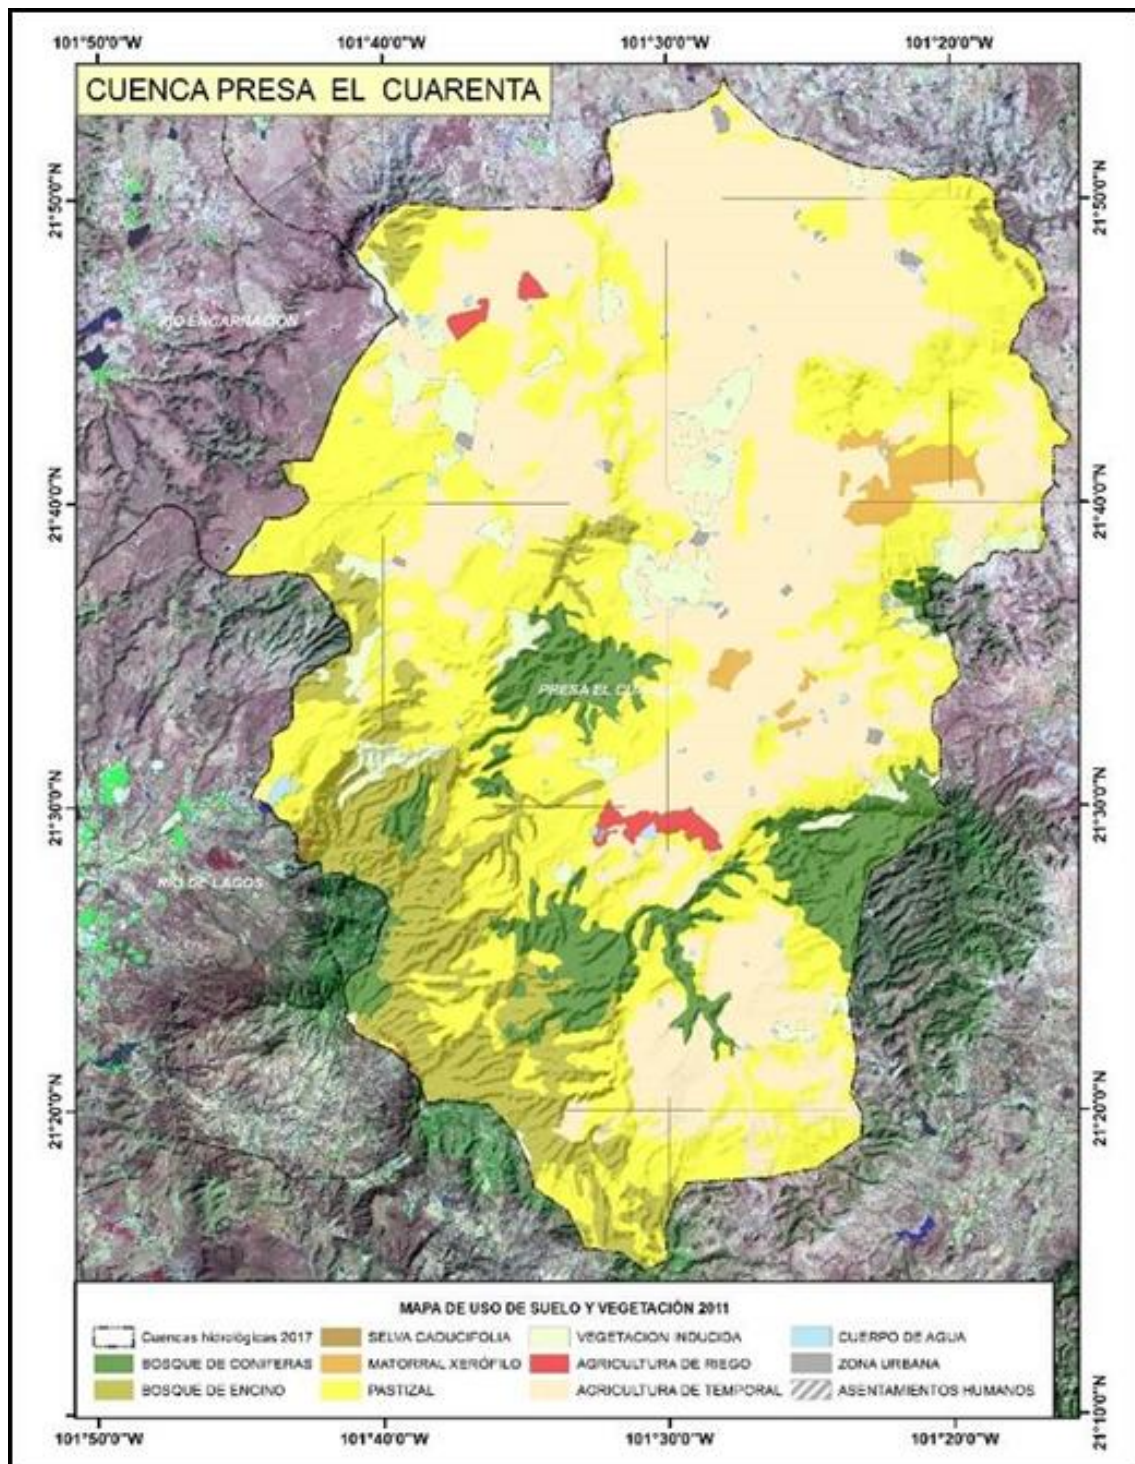 101°50'0"W 101°40'0"W 101°30'0"W 101°20'0"W
CUENCA PRESA EL CUARENTA
21°50'0"N 21°50'0"N
RIO ENCARNACION
21°40'0"N 21°40'0"N
PRESA EL
21°30'0"N 21°30'0"N
RIO DE LAGOS
21°20'0"N 21°20'0"N
MAPA DE USO DE SUELO Y VEGETACIÓN 2011
Cuencas hidrológicas 2017 SELVA CADUCIFOLIA VEGETACION INDUCIDA CUERPO DE AGUA
BOSQUE DE CONIFERAS MATORRAL XERÓFILO AGRICULTURA DE RIEGO ZONA URBANA
BOSQUE DE ENCINO PASTIZAL AGRICULTURA DE TEMPORAL ASENTAMIENTOS HUMANOS
21°10'0"N
101°50'0"W 101°40'0"W 101°30'0"W 101°20'0"W